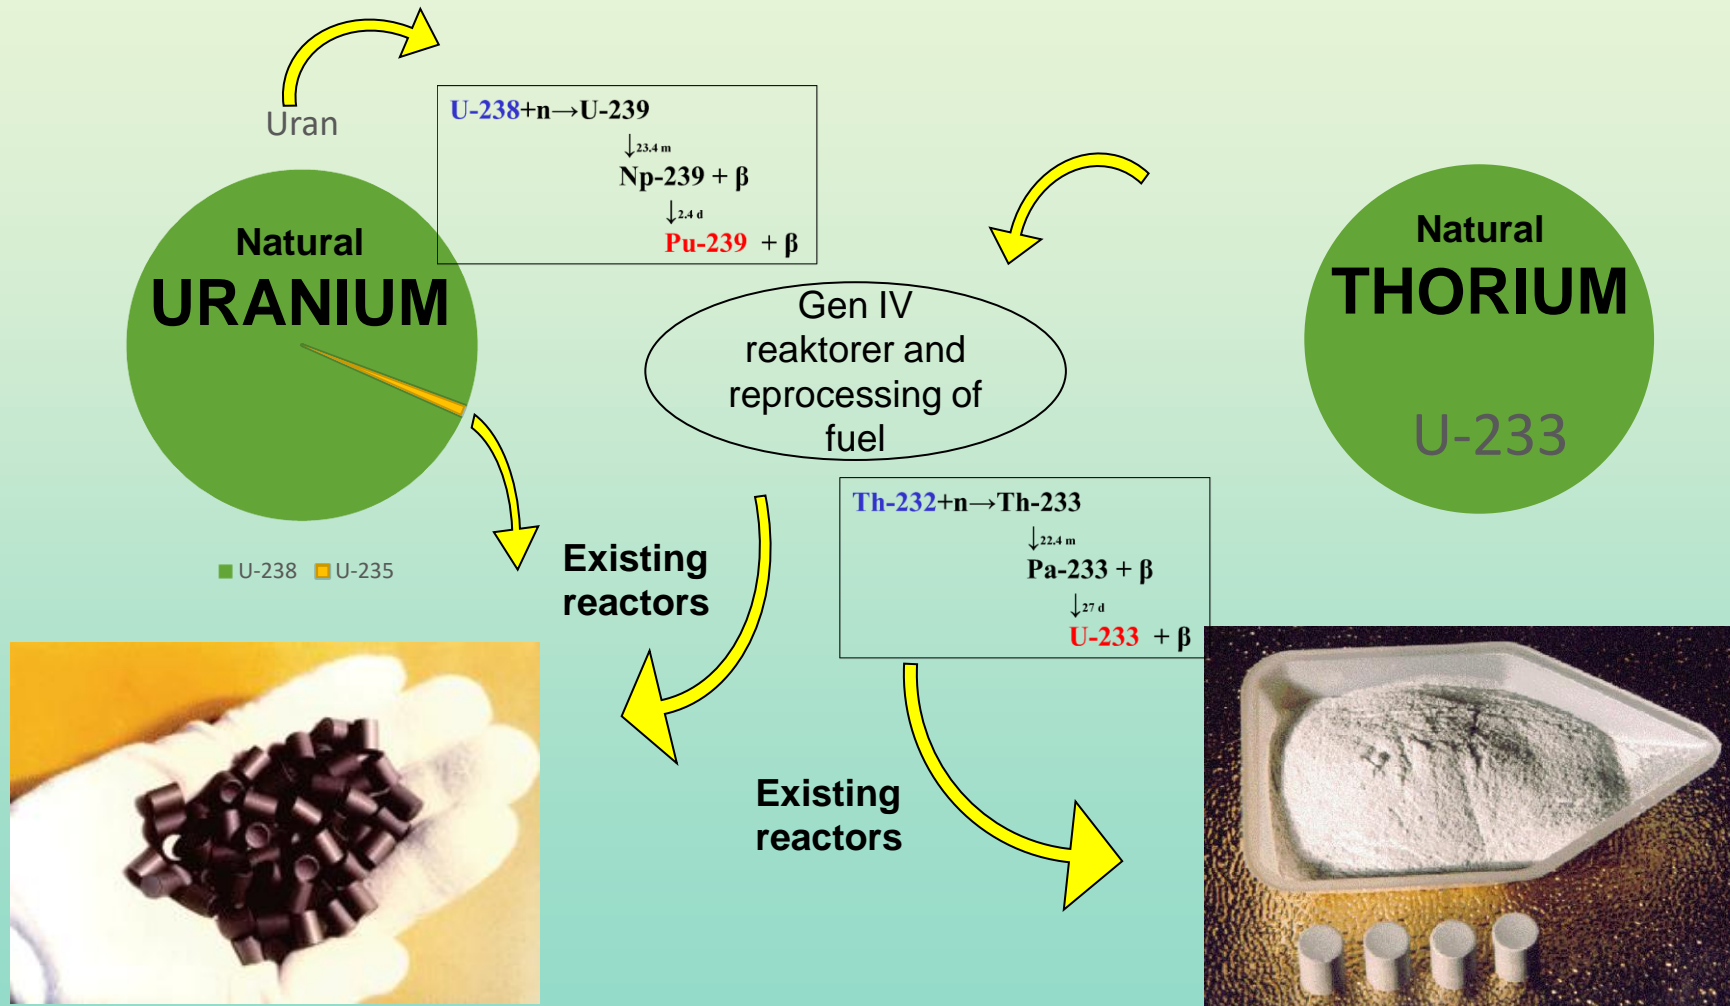 Uran
Natural
URANIUM
U-238 U-235
U-238+n→U-239
↓23.4 m
Np-239 + β
↓2.4 d
Pu-239 + β
Gen IV
reaktorer and
reprocessing of
fuel
Natural
THORIUM
U-233
Existing
reactors
Th-232+n→Th-233
↓22.4 m
Pa-233 + β
↓27 d
U-233 + β
Existing
reactors